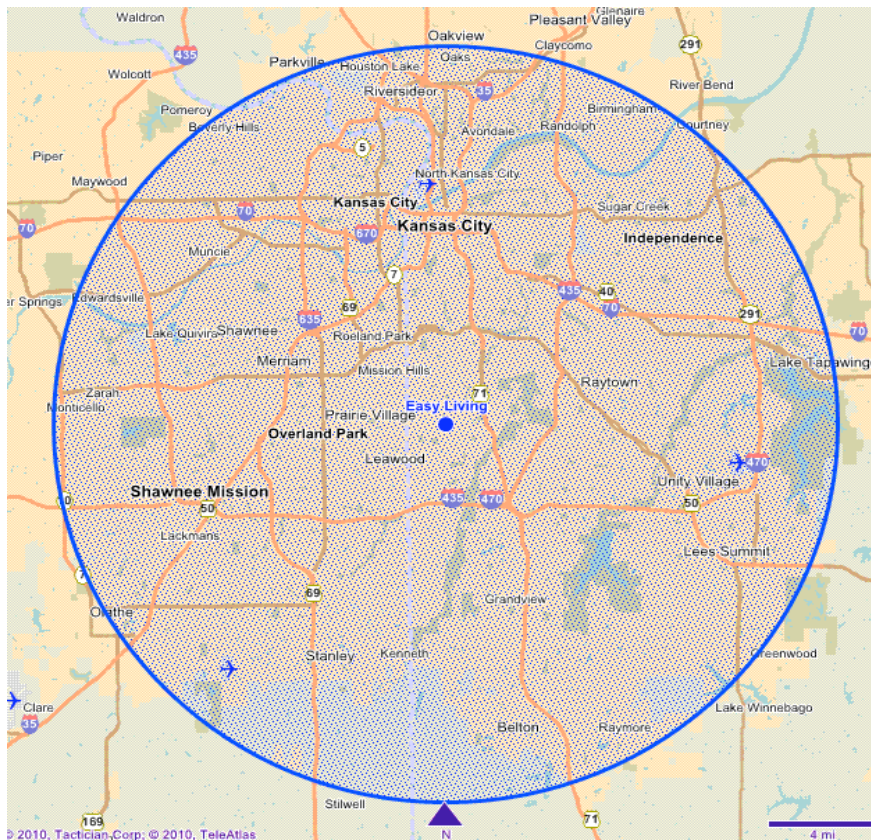 Glenaire
Waldron
Pleasant Valley
Oakview
Claycomo
291
435
Oaks
Parkville
Houston Lake
Wolcott
River Bend
Riverside
35
Pomeroy
Birmingham
Courtney
Beverly Hills
Avondale
Randolph
5
Piper
North Kansas City
Maywood
Kansas City
Sugar Creek
70
70
Kansas City
670
Independence
Muncie
7
435
40
er Springs
Edwardsville
69
70
291
635
Lake Quivira
Shawnee
Roeland Park
70
Merriam
Lake Tapawingo
Mission Hills
Raytown
Zarah
71
Monticello
Easy Living
Prairie Village
Overland Park
Leawood
470
Shawnee Mission
Unity Village
435
470
50
50
Lackmans
Lees Summit
7
69
Grandview
Olathe
Stanley
Kenneth
Greenwood
Clare
Lake Winnebago
35
Belton
Raymore
Stilwell
169
71
© 2010, Tactician Corp; © 2010, TeleAtlas
N
4 mi